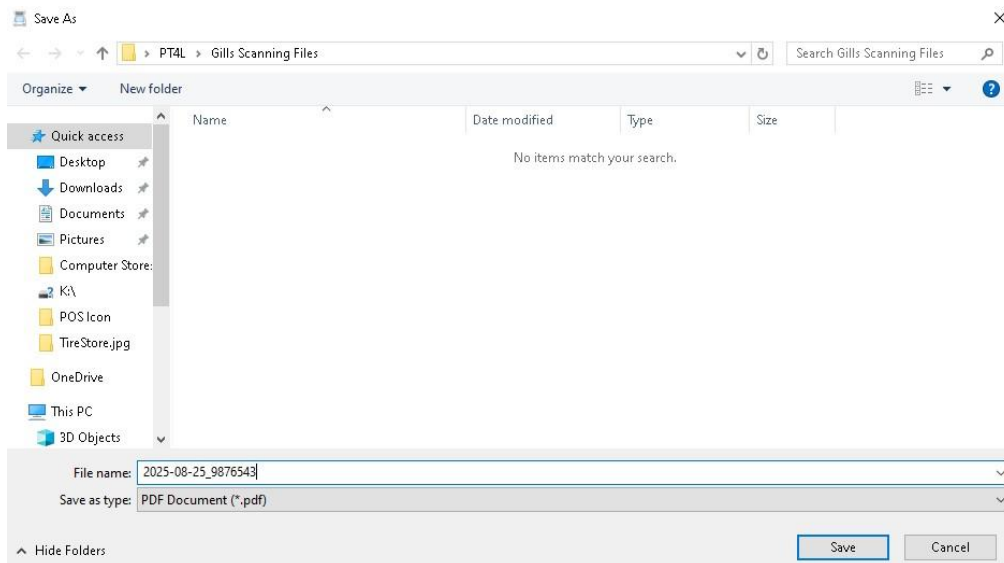 Save As
PT4L > Gills Scanning Files
Search Gills Scanning Files
Organize
New folder
Name
Date modified
Type
Size
No items match your search.
Quick access
Desktop
Downloads
Documents
Pictures
Computer Store:
K:\
POS Icon
TireStore.jpg
OneDrive
This PC
3D Objects
File name: 2025-08-25_9876543
Save as type: PDF Document (*.pdf)
Hide Folders
Save
Cancel